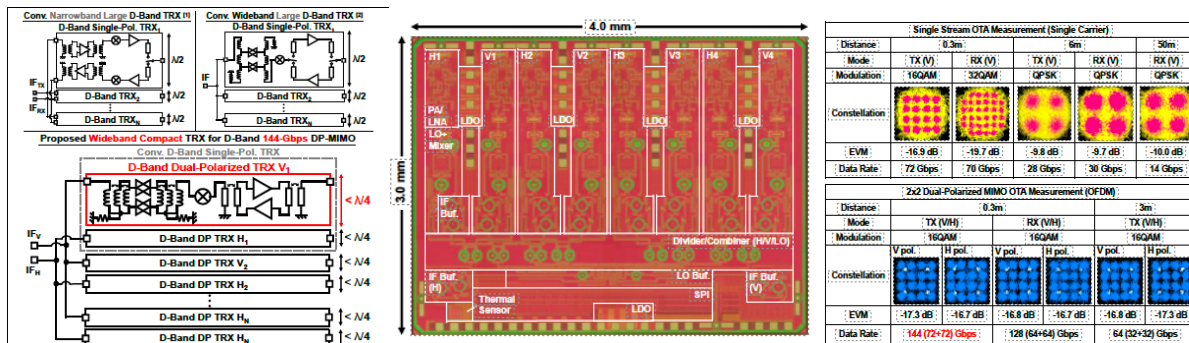 Conv. Narrowband Large D-Band TRX [1]
D-Band Single-Pol. TRX1
IFTX
IFRX
λ/2
D-Band TRX2
λ/2
D-Band TRXN
λ/2
Conv. Wideband Large D-Band TRX [2]
D-Band Single-Pol. TRX1
IF
λ/2
D-Band TRX2
λ/2
D-Band TRXN
λ/2
Proposed Wideband Compact TRX for D-Band 144-Gbps DP-MIMO
Conv. D-Band Single-Pol. TRX
D-Band Dual-Polarized TRX V1
< λ/4
IFV
IFH
D-Band DP TRX H1
< λ/4
D-Band DP TRX V2
< λ/4
D-Band DP TRX H2
< λ/4
D-Band DP TRX HN
< λ/4
D-Band DP TRX HN
< λ/4
4.0 mm
3.0 mm
H1 V1 H2 V2 H3 V3 H4 V4
PA/
LNA
LDO LDO LDO LDO
LO+
Mixer
IF
Buf.
Divider/Combiner (H/V/LO)
IF Buf.
(H)
LO Buf.
IF Buf.
(V)
SPI
Thermal
Sensor
LDO
Single Stream OTA Measurement (Single Carrier)
Distance 0.3m 6m 50m
Mode TX (V) RX (V) TX (V) RX (V) RX (V)
Modulation 16QAM 32QAM QPSK QPSK QPSK
Constellation
EVM -16.9 dB -19.7 dB -9.8 dB -9.7 dB -10.0 dB
Data Rate 72 Gbps 70 Gbps 28 Gbps 30 Gbps 14 Gbps
2x2 Dual-Polarized MIMO OTA Measurement (OFDM)
Distance 0.3m 3m
Mode TX (V/H) RX (V/H) TX (V/H)
Modulation 16QAM 16QAM 16QAM
V pol. H pol. V pol. H pol. V pol. H pol.
Constellation
EVM -17.3 dB -16.7 dB -16.8 dB -16.7 dB -16.8 dB -17.3 dB
Data Rate 144 (72+72) Gbps 128 (64+64) Gbps 64 (32+32) Gbps